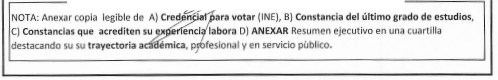 NOTA: Anexar copia legible de A) Credencial para votar (INE), B) Constancia del último grado de estudios,
C) Constancias que acrediten su experiencia labora D) ANEXAR Resumen ejecutivo en una cuartilla
destacando su su trayectoria académica, profesional y en servicio público.